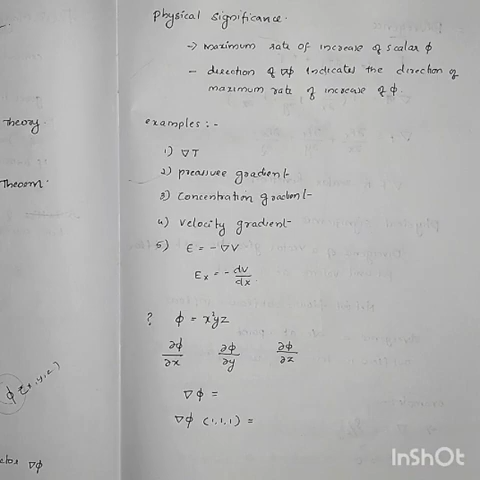 Physical significance.
→ maximum rate of increase of scalar ϕ
- direction of ∇ϕ indicates the direction of
maximum rate of increase of ϕ.
examples :-
1) ∇T
2) pressure gradient
3) concentration gradient
4) velocity gradient
5) E = - ∇V
Ex = - dv/dx.
? ϕ = x²yz
∂ϕ/∂x ∂ϕ/∂y ∂ϕ/∂z
∇ϕ =
∇ϕ (1,1,1) =
Theory
Theorem.
InShOt